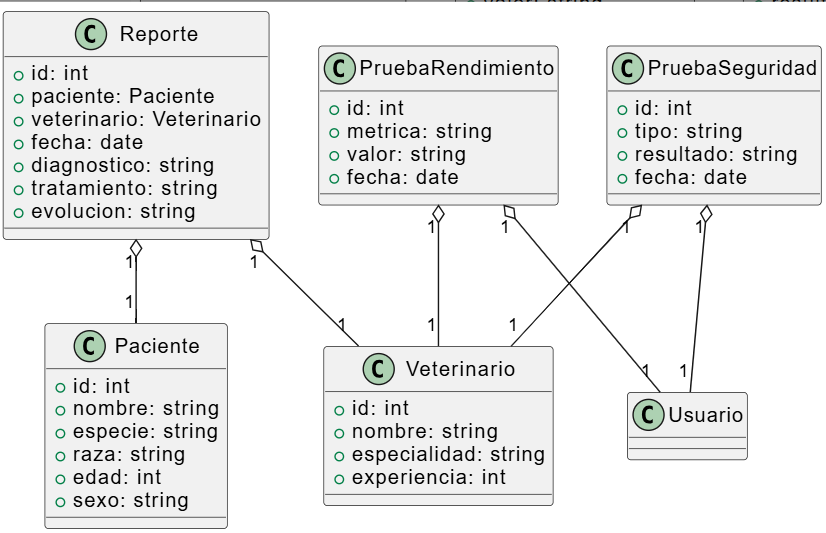 C Reporte
id: int
paciente: Paciente
veterinario: Veterinario
fecha: date
diagnostico: string
tratamiento: string
evolucion: string
C PruebaRendimiento
id: int
metrica: string
valor: string
fecha: date
C PruebaSeguridad
id: int
tipo: string
resultado: string
fecha: date
1
1
1
1
1
1
1
1
1
1
1
1
C Paciente
id: int
nombre: string
especie: string
raza: string
edad: int
sexo: string
C Veterinario
id: int
nombre: string
especialidad: string
experiencia: int
C Usuario